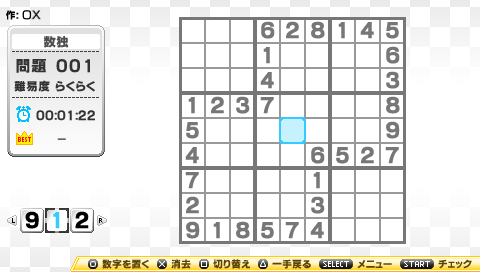 作: OX
数独
問題 001
難易度 らくらく
00:01:22
BEST －
L 9 1 2 R
6 2 8 1 4 5
1 6
4 3
1 2 3 7 8
5 9
4 6 5 2 7
7 1
2 3
9 1 8 5 7 4
○ 数字を置く × 消去 □ 切り替え △ 一手戻る SELECT メニュー START チェック